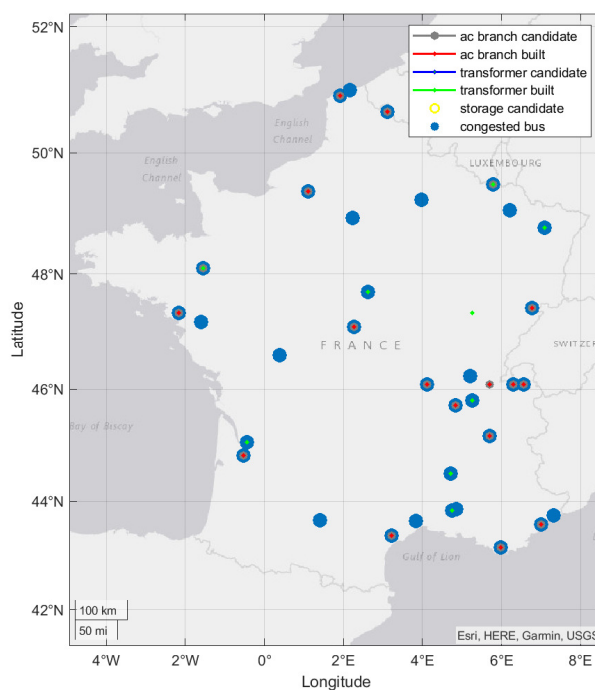 52°N
50°N
48°N
46°N
44°N
42°N
Latitude
ac branch candidate
ac branch built
transformer candidate
transformer built
storage candidate
congested bus
English
Channel
English
Channel
LUXEMBOURG
FRANCE
SWITZER
Bay of Biscay
Gulf of Lion
100 km
50 mi
Esri, HERE, Garmin, USGS
4°W
2°W
0°
2°E
4°E
6°E
8°E
Longitude